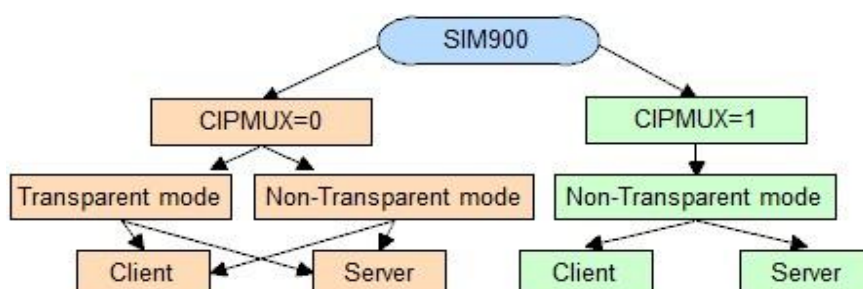 SIM900
CIPMUX=0
CIPMUX=1
Transparent mode
Non-Transparent mode
Non-Transparent mode
Client
Server
Client
Server